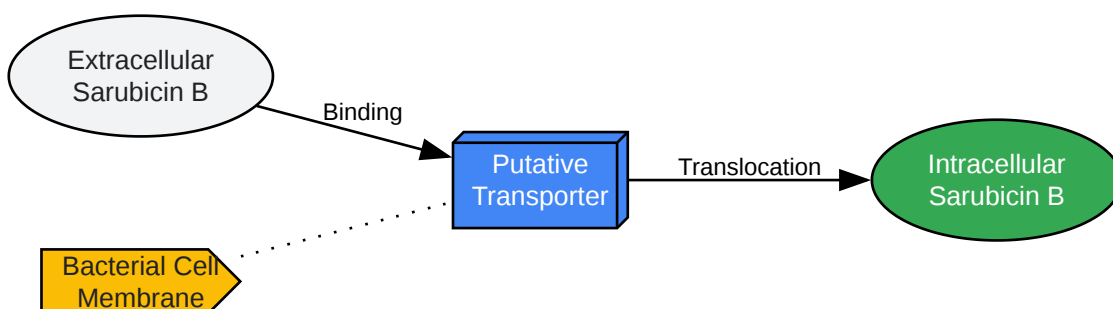 Extracellular
Sarubicin B
Binding
Putative
Transporter
Translocation
Intracellular
Sarubicin B
Bacterial Cell
Membrane